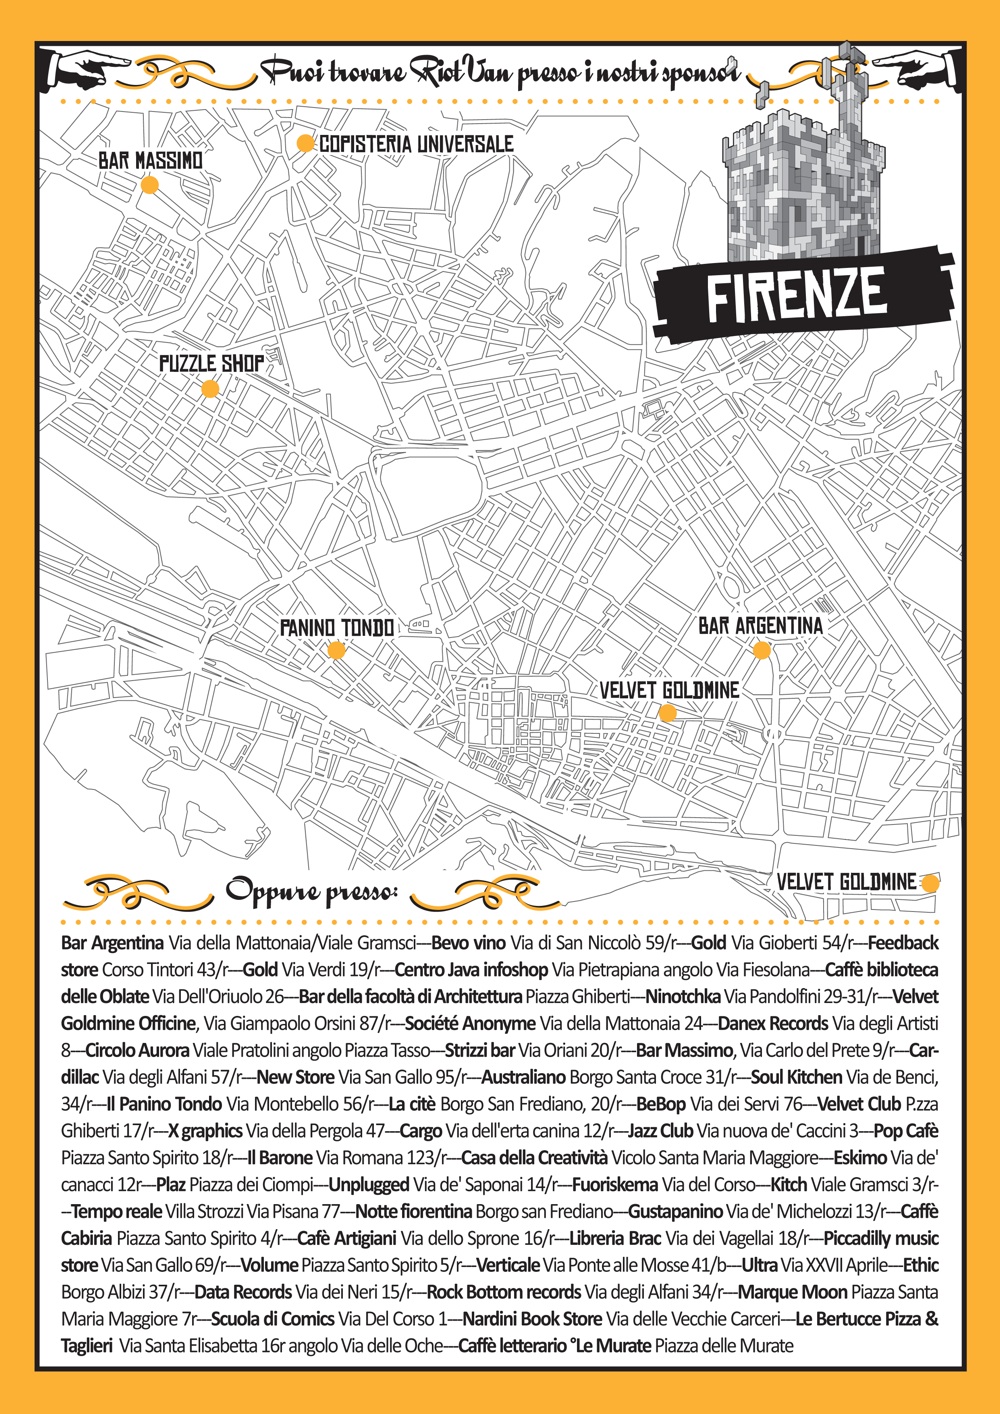 Puoi trovare RiotVan presso i nostri sponsor
COPISTERIA UNIVERSALE
BAR MASSIMO
FIRENZE
PUZZLE SHOP
PANINO TONDO
BAR ARGENTINA
VELVET GOLDMINE
VELVET GOLDMINE
Oppure presso:
Bar Argentina Via della Mattonaia/Viale Gramsci---Bevo vino Via di San Niccolò 59/r---Gold Via Gioberti 54/r---Feedback
store Corso Tintori 43/r---Gold Via Verdi 19/r---Centro Java infoshop Via Pietrapiana angolo Via Fiesolana---Caffè biblioteca
delle Oblate Via Dell'Oriuolo 26---Bar della facoltà di Architettura Piazza Ghiberti---Ninotchka Via Pandolfini 29-31/r---Velvet
Goldmine Officine, Via Giampaolo Orsini 87/r---Société Anonyme Via della Mattonaia 24---Danex Records Via degli Artisti
8---Circolo Aurora Viale Pratolini angolo Piazza Tasso---Strizzi bar Via Oriani 20/r---Bar Massimo, Via Carlo del Prete 9/r---Car-
dillac Via degli Alfani 57/r---New Store Via San Gallo 95/r---Australiano Borgo Santa Croce 31/r---Soul Kitchen Via de Benci,
34/r---Il Panino Tondo Via Montebello 56/r---La citè Borgo San Frediano, 20/r---BeBop Via dei Servi 76---Velvet Club P.zza
Ghiberti 17/r---X graphics Via della Pergola 47---Cargo Via dell'erta canina 12/r---Jazz Club Via nuova de' Caccini 3---Pop Cafè
Piazza Santo Spirito 18/r---Il Barone Via Romana 123/r---Casa della Creatività Vicolo Santa Maria Maggiore---Eskimo Via de'
canacci 12r---Plaz Piazza dei Ciompi---Unplugged Via de' Saponai 14/r---Fuoriskema Via del Corso---Kitch Viale Gramsci 3/r-
--Tempo reale Villa Strozzi Via Pisana 77---Notte fiorentina Borgo san Frediano---Gustapanino Via de' Michelozzi 13/r---Caffè
Cabiria Piazza Santo Spirito 4/r---Cafè Artigiani Via dello Sprone 16/r---Libreria Brac Via dei Vagellai 18/r---Piccadilly music
store Via San Gallo 69/r---Volume Piazza Santo Spirito 5/r---Verticale Via Ponte alle Mosse 41/b---Ultra Via XXVII Aprile---Ethic
Borgo Albizi 37/r---Data Records Via dei Neri 15/r---Rock Bottom records Via degli Alfani 34/r---Marque Moon Piazza Santa
Maria Maggiore 7r---Scuola di Comics Via Del Corso 1---Nardini Book Store Via delle Vecchie Carceri---Le Bertucce Pizza &
Taglieri Via Santa Elisabetta 16r angolo Via delle Oche---Caffè letterario °Le Murate Piazza delle Murate